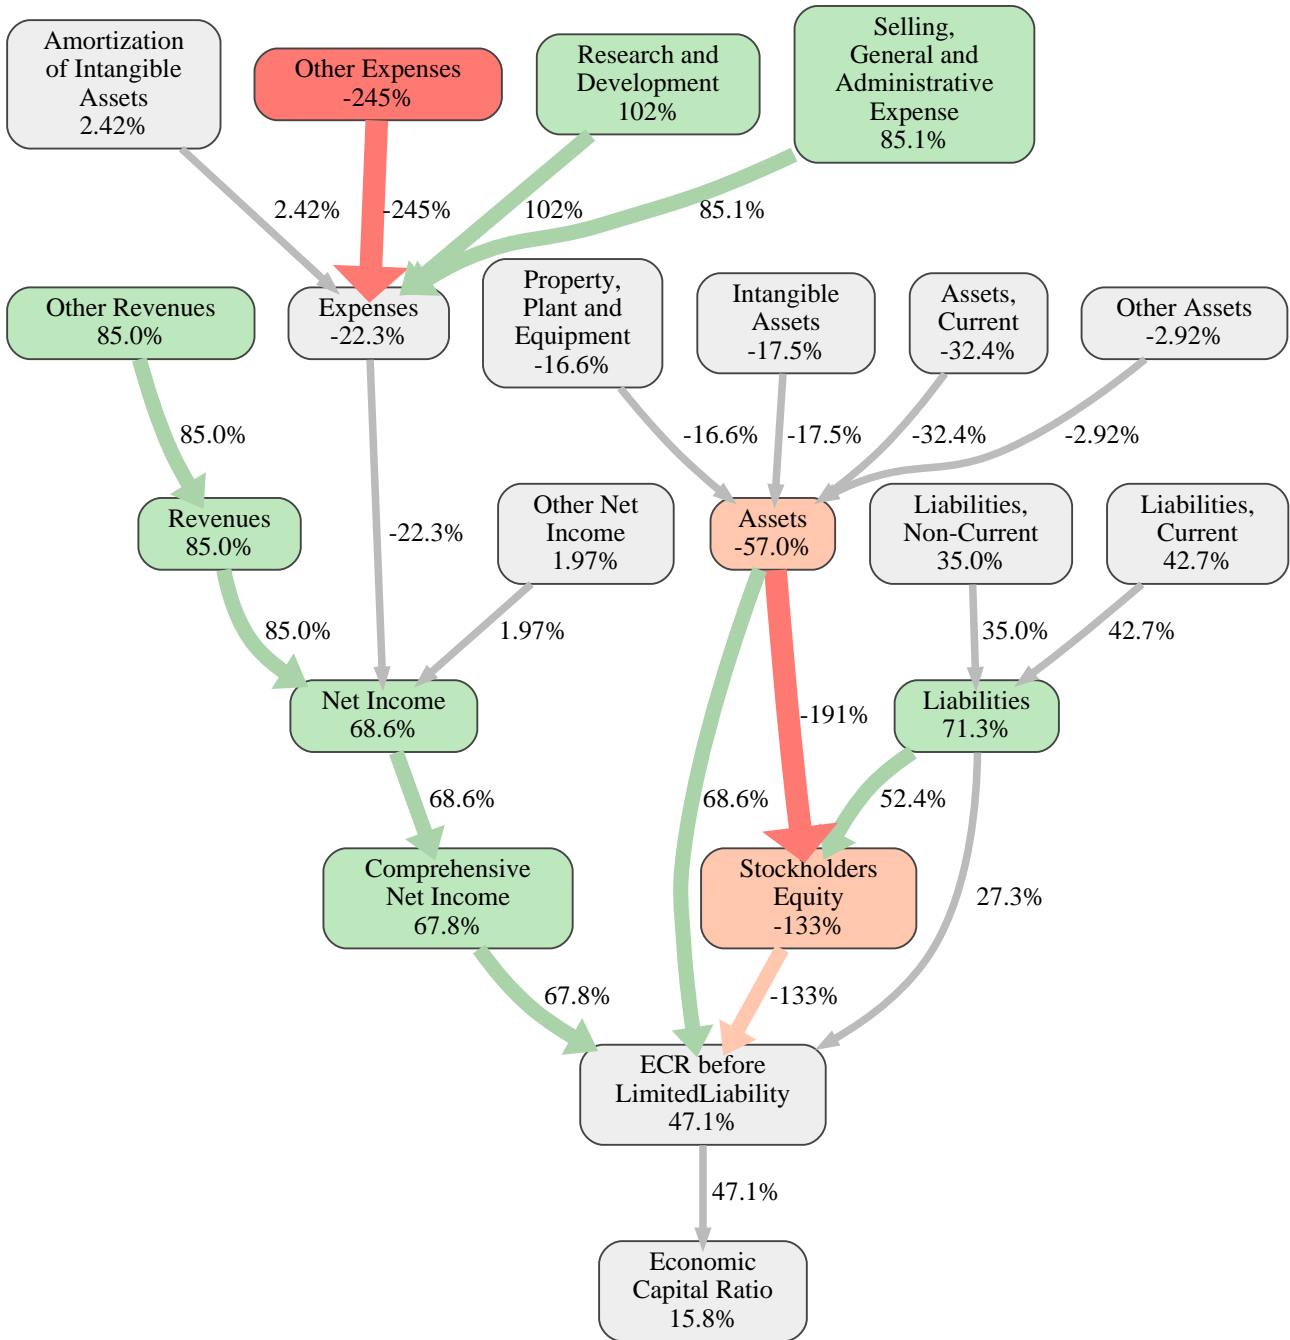 Amortization
of Intangible
Assets
2.42%
Other Expenses
-245%
Research and
Development
102%
Selling,
General and
Administrative
Expense
85.1%
2.42%
-245%
102%
85.1%
Other Revenues
85.0%
Expenses
-22.3%
Property,
Plant and
Equipment
-16.6%
Intangible
Assets
-17.5%
Assets,
Current
-32.4%
Other Assets
-2.92%
85.0%
-16.6%
-17.5%
-32.4%
-2.92%
Revenues
85.0%
-22.3%
Other Net
Income
1.97%
Assets
-57.0%
Liabilities,
Non-Current
35.0%
Liabilities,
Current
42.7%
85.0%
1.97%
35.0%
42.7%
Net Income
68.6%
-191%
Liabilities
71.3%
68.6%
68.6%
52.4%
Comprehensive
Net Income
67.8%
Stockholders
Equity
-133%
27.3%
67.8%
-133%
ECR before
LimitedLiability
47.1%
47.1%
Economic
Capital Ratio
15.8%